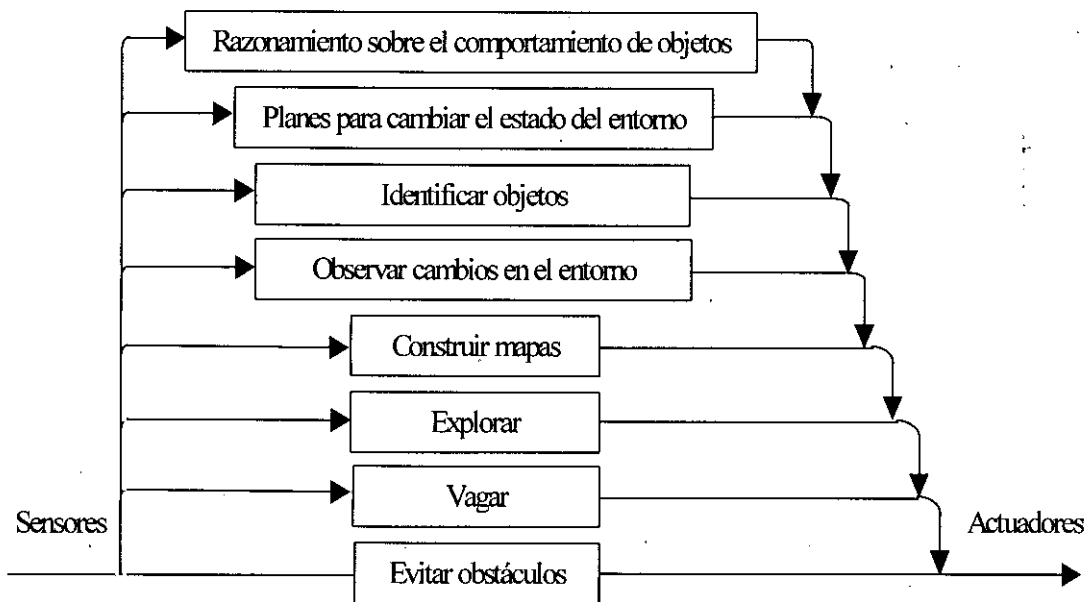 Razonamiento sobre el comportamiento de objetos
Planes para cambiar el estado del entorno
Identificar objetos
Observar cambios en el entorno
Construir mapas
Explorar
Vagar
Sensores
Actuadores
Evitar obstáculos